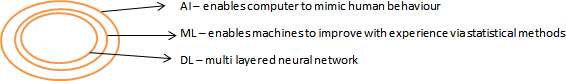 AI – enables computer to mimic human behaviour
ML – enables machines to improve with experience via statistical methods
DL – multi layered neural network